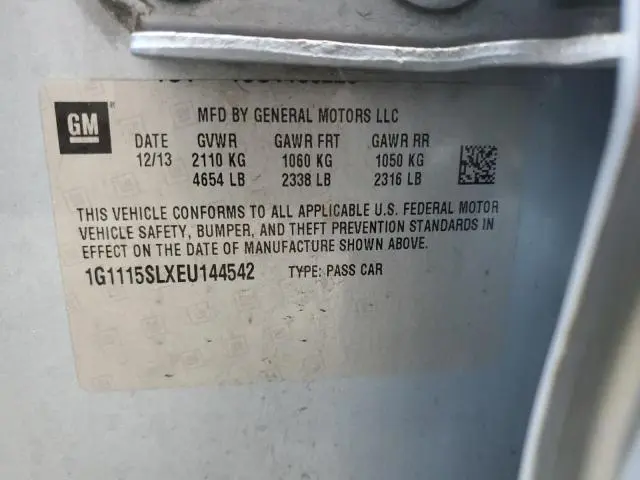 GM
MFD BY GENERAL MOTORS LLC
DATE GVWR GAWR FRT GAWR RR
12/13 2110 KG 1060 KG 1050 KG
4654 LB 2338 LB 2316 LB
THIS VEHICLE CONFORMS TO ALL APPLICABLE U.S. FEDERAL MOTOR
VEHICLE SAFETY, BUMPER, AND THEFT PREVENTION STANDARDS IN
EFFECT ON THE DATE OF MANUFACTURE SHOWN ABOVE.
1G1115SLXEU144542 TYPE: PASS CAR